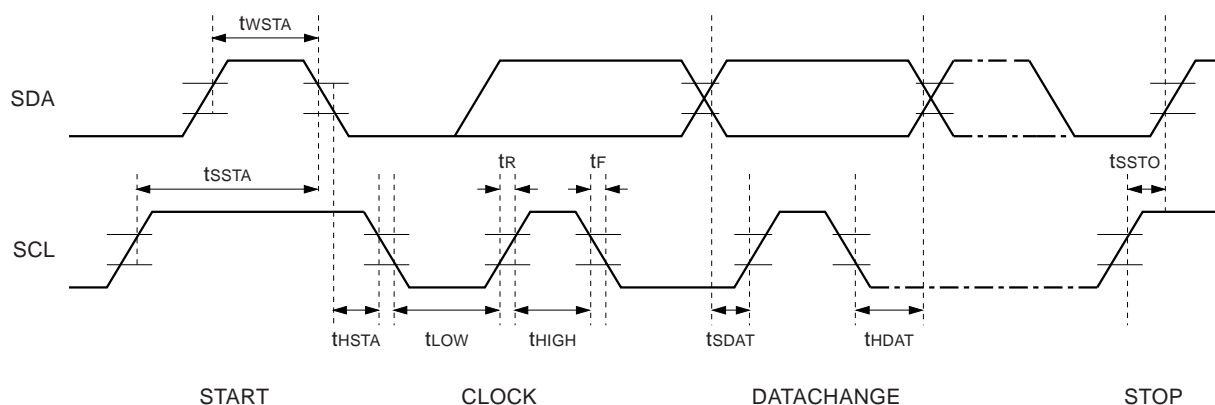 tWSTA
SDA
tSSTA
tR
tF
tSSTO
SCL
tHSTA
tLOW
tHIGH
tSDAT
tHDAT
START
CLOCK
DATACHANGE
STOP